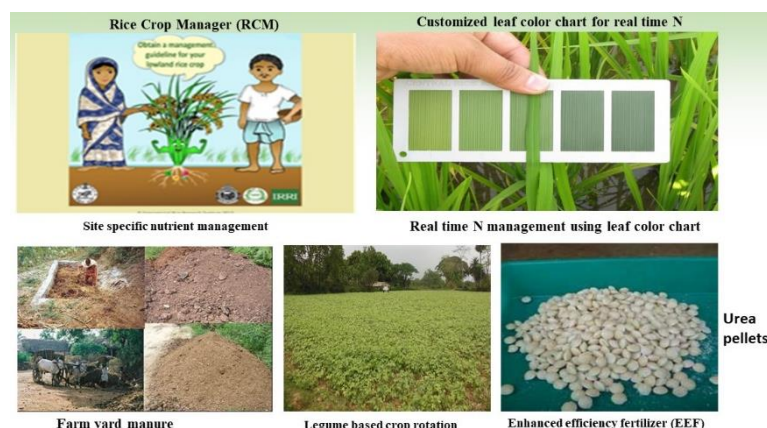 Rice Crop Manager (RCM)
Customized leaf color chart for real time N
Obtain a management
guideline for your
lowland rice crop
IRRI
Site specific nutrient management
Real time N management using leaf color chart
Urea
pellets
Farm yard manure
Legume based crop rotation
Enhanced efficiency fertilizer (EEF)